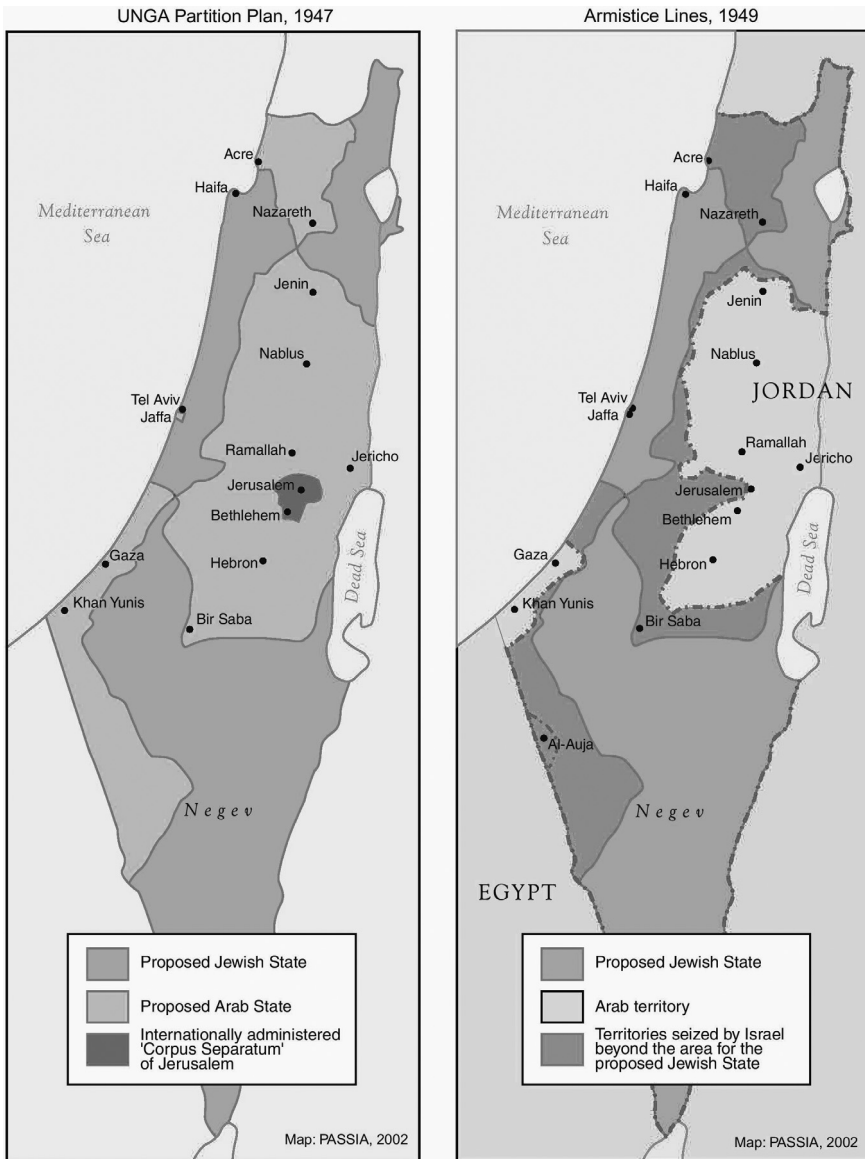 UNGA Partition Plan, 1947
Acre
Haifa
Mediterranean
Sea
Nazareth
Jenin
Nablus
Tel Aviv
Jaffa
Ramallah
Jericho
Jerusalem
Bethlehem
Gaza
Hebron
Dead Sea
Khan Yunis
Bir Saba
Negev
Proposed Jewish State
Proposed Arab State
Internationally administered
'Corpus Separatum'
of Jerusalem
Map: PASSIA, 2002
Armistice Lines, 1949
Acre
Haifa
Mediterranean
Sea
Nazareth
Jenin
Nablus
JORDAN
Tel Aviv
Jaffa
Ramallah
Jericho
Jerusalem
Bethlehem
Gaza
Hebron
Dead Sea
Khan Yunis
Bir Saba
Al-Auja
Negev
EGYPT
Proposed Jewish State
Arab territory
Territories seized by Israel
beyond the area for the
proposed Jewish State
Map: PASSIA, 2002